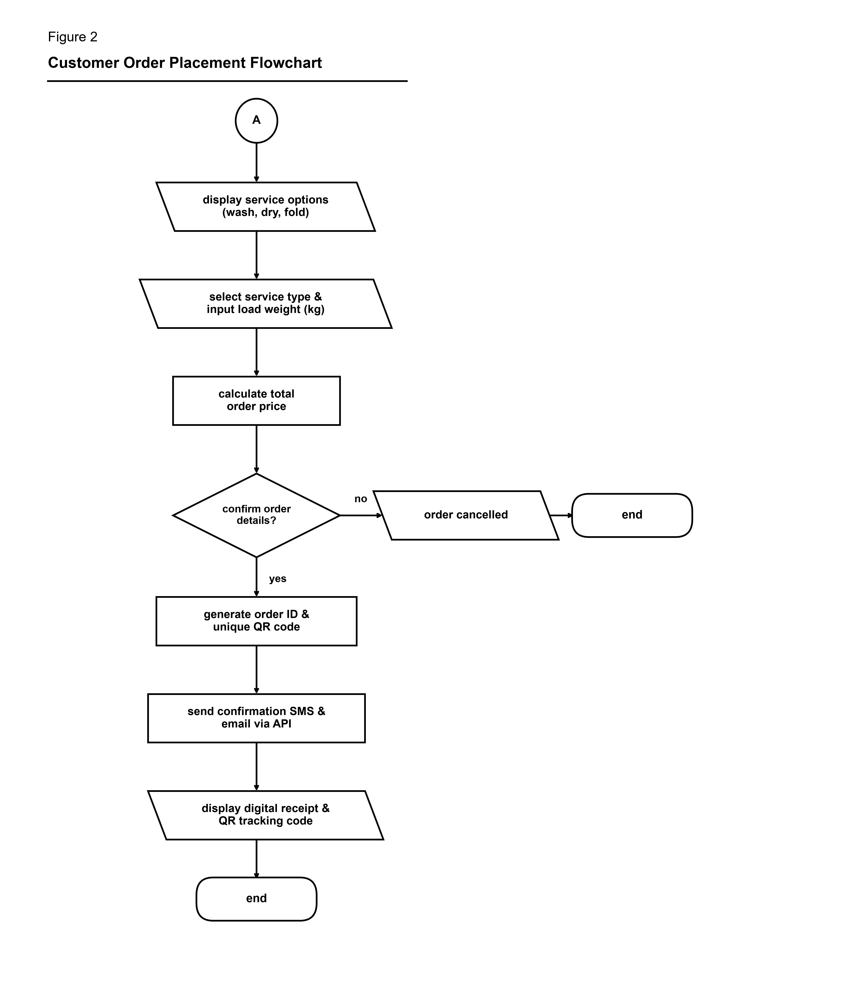 Figure 2
Customer Order Placement Flowchart
A
display service options
(wash, dry, fold)
select service type &
input load weight (kg)
calculate total
order price
confirm order
details?
no
order cancelled
end
yes
generate order ID &
unique QR code
send confirmation SMS &
email via API
display digital receipt &
QR tracking code
end